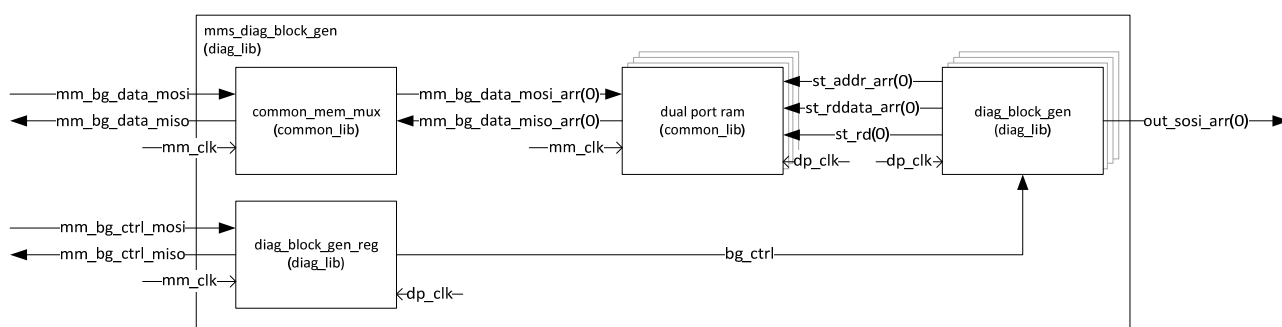 mms_diag_block_gen
(diag_lib)
mm_bg_data_mosi
mm_bg_data_miso
mm_clk
common_mem_mux
(common_lib)
mm_bg_data_mosi_arr(0)
mm_bg_data_miso_arr(0)
mm_clk
dual port ram
(common_lib)
st_addr_arr(0)
st_rddata_arr(0)
st_rd(0)
dp_clk
dp_clk
diag_block_gen
(diag_lib)
out_sosi_arr(0)
mm_bg_ctrl_mosi
mm_bg_ctrl_miso
mm_clk
diag_block_gen_reg
(diag_lib)
dp_clk
bg_ctrl